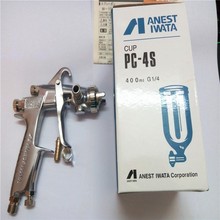 ANEST
IWATA
CUP
PC-4S
400ml G1/4
ANEST IWATA Corporation